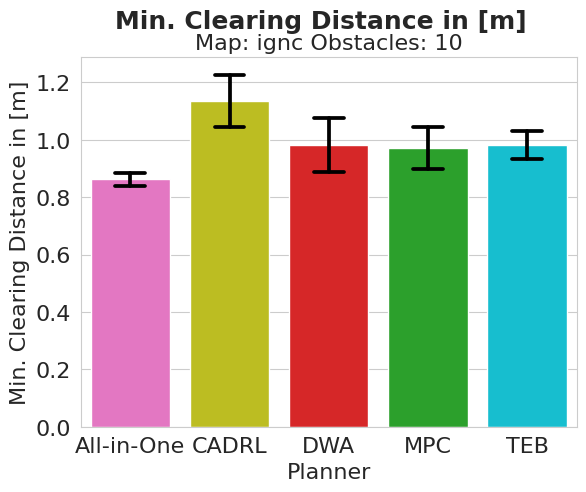 Min. Clearing Distance in [m]
Map: ignc Obstacles: 10
Min. Clearing Distance in [m]
1.2
1.0
0.8
0.6
0.4
0.2
0.0
All-in-One CADRL DWA MPC TEB
Planner